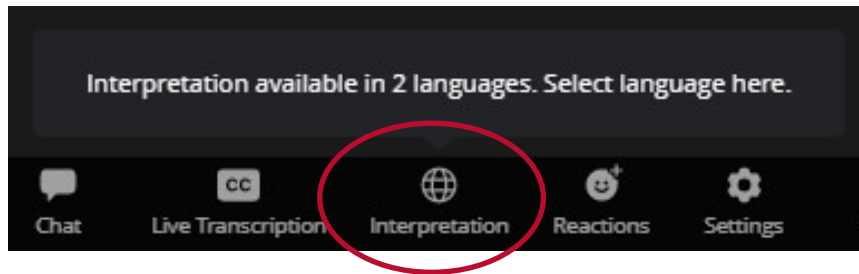 Interpretation available in 2 languages. Select language here.
CC
Chat Live Transcription Interpretation Reactions Settings